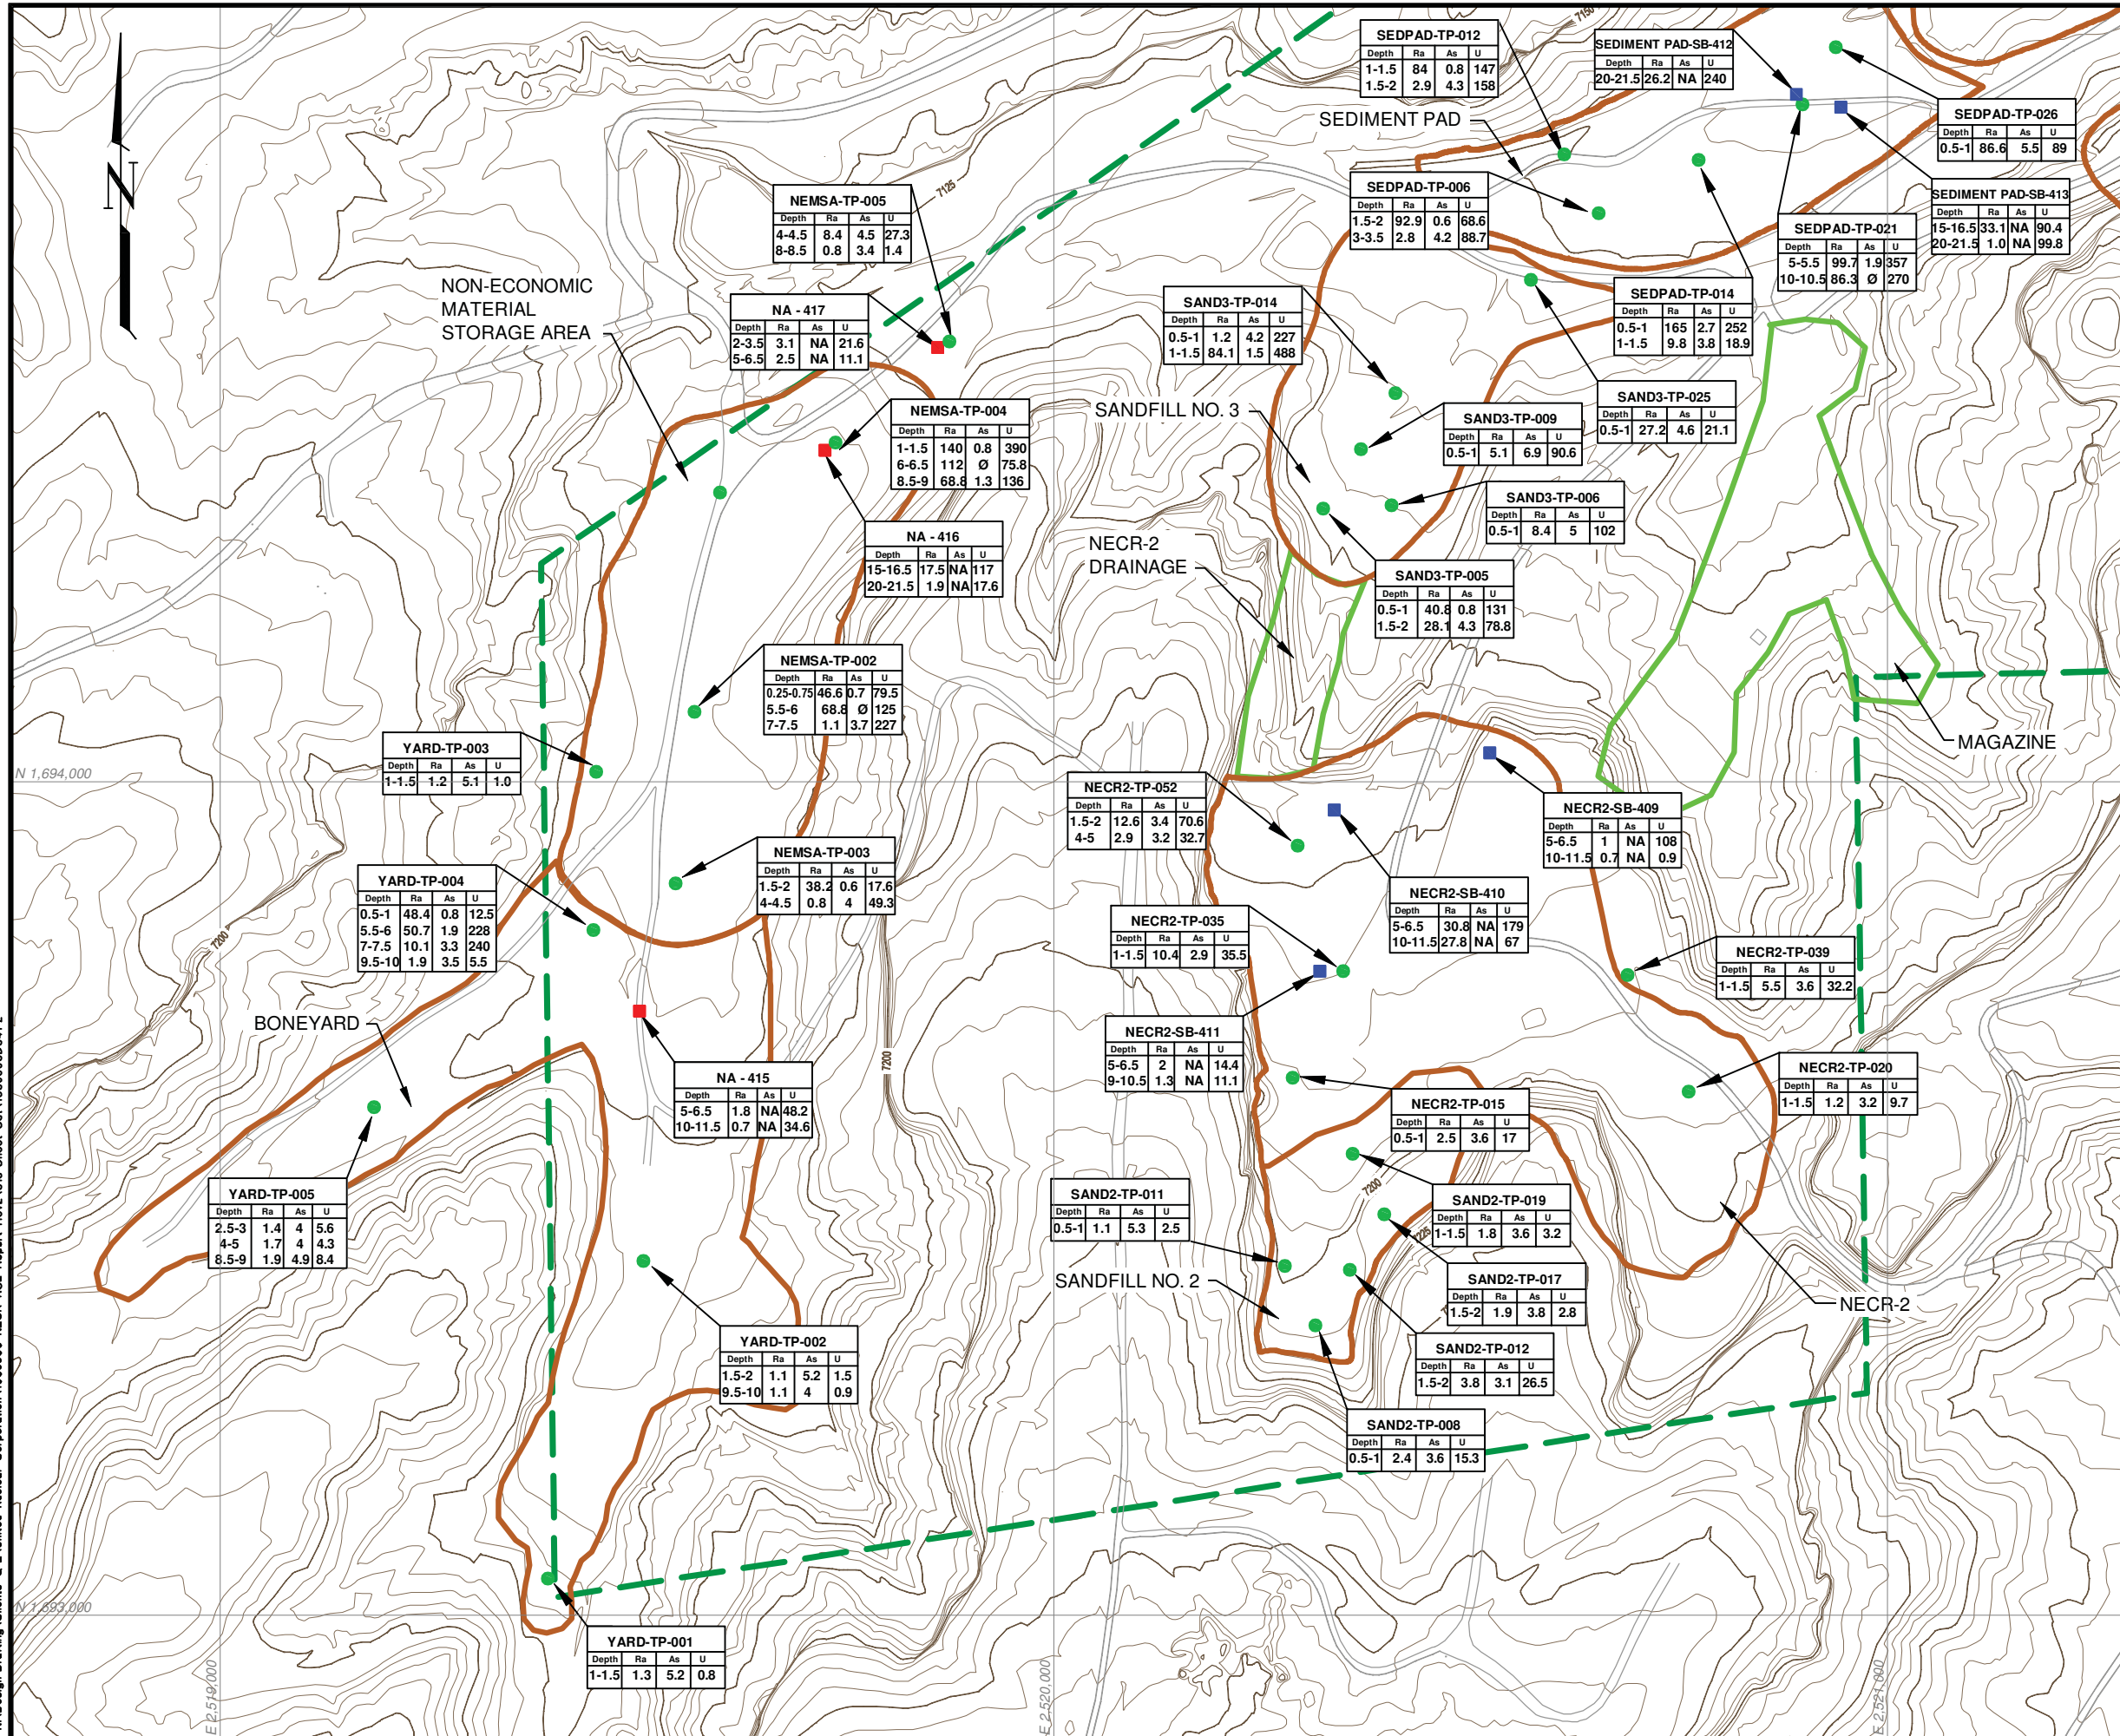 7150
SEDPAD-TP-012
Depth Ra As U
1-1.5 84 0.8 147
1.5-2 2.9 4.3 158
SEDIMENT PAD-SB-412
Depth Ra As U
20-21.5 26.2 NA 240
SEDPAD-TP-026
Depth Ra As U
0.5-1 86.6 5.5 89
SEDIMENT PAD
N
NEMSA-TP-005
Depth Ra As U
4-4.5 8.4 4.5 27.3
8-8.5 0.8 3.4 1.4
7125
SEDPAD-TP-006
Depth Ra As U
1.5-2 92.9 0.6 68.6
3-3.5 2.8 4.2 88.7
SEDIMENT PAD-SB-413
Depth Ra As U
15-16.5 33.1 NA 90.4
20-21.5 1.0 NA 99.8
SEDPAD-TP-021
Depth Ra As U
5-5.5 99.7 1.9 357
10-10.5 86.3 Ø 270
NON-ECONOMIC
MATERIAL
STORAGE AREA
NA - 417
Depth Ra As U
2-3.5 3.1 NA 21.6
5-6.5 2.5 NA 11.1
SAND3-TP-014
Depth Ra As U
0.5-1 1.2 4.2 227
1-1.5 84.1 1.5 488
SEDPAD-TP-014
Depth Ra As U
0.5-1 165 2.7 252
1-1.5 9.8 3.8 18.9
SAND3-TP-025
Depth Ra As U
0.5-1 27.2 4.6 21.1
NEMSA-TP-004
Depth Ra As U
1-1.5 140 0.8 390
6-6.5 112 Ø 75.8
8.5-9 68.8 1.3 136
SANDFILL NO. 3
SAND3-TP-009
Depth Ra As U
0.5-1 5.1 6.9 90.6
SAND3-TP-006
Depth Ra As U
0.5-1 8.4 5 102
NA - 416
Depth Ra As U
15-16.5 17.5 NA 117
20-21.5 1.9 NA 17.6
NECR-2
DRAINAGE
SAND3-TP-005
Depth Ra As U
0.5-1 40.8 0.8 131
1.5-2 28.1 4.3 78.8
NEMSA-TP-002
Depth Ra As U
0.25-0.75 46.6 0.7 79.5
5.5-6 68.8 Ø 125
7-7.5 1.1 3.7 227
YARD-TP-003
Depth Ra As U
1-1.5 1.2 5.1 1.0
MAGAZINE
N 1,694,000
NECR2-TP-052
Depth Ra As U
1.5-2 12.6 3.4 70.6
4-5 2.9 3.2 32.7
NECR2-SB-409
Depth Ra As U
5-6.5 1 NA 108
10-11.5 0.7 NA 0.9
NEMSA-TP-003
Depth Ra As U
1.5-2 38.2 0.6 17.6
4-4.5 0.8 4 49.3
YARD-TP-004
Depth Ra As U
0.5-1 48.4 0.8 12.5
5.5-6 50.7 1.9 228
7-7.5 10.1 3.3 240
9.5-10 1.9 3.5 5.5
7200
NECR2-SB-410
Depth Ra As U
5-6.5 30.8 NA 179
10-11.5 27.8 NA 67
NECR2-TP-035
Depth Ra As U
1-1.5 10.4 2.9 35.5
NECR2-TP-039
Depth Ra As U
1-1.5 5.5 3.6 32.2
BONEYARD
NECR2-SB-411
Depth Ra As U
5-6.5 2 NA 14.4
9-10.5 1.3 NA 11.1
7200
NA - 415
Depth Ra As U
5-6.5 1.8 NA 48.2
10-11.5 0.7 NA 34.6
NECR2-TP-020
Depth Ra As U
1-1.5 1.2 3.2 9.7
NECR2-TP-015
Depth Ra As U
0.5-1 2.5 3.6 17
YARD-TP-005
Depth Ra As U
2.5-3 1.4 4 5.6
4-5 1.7 4 4.3
8.5-9 1.9 4.9 8.4
SAND2-TP-011
Depth Ra As U
0.5-1 1.1 5.3 2.5
7200
SAND2-TP-019
Depth Ra As U
1-1.5 1.8 3.6 3.2
7225
SANDFILL NO. 2
SAND2-TP-017
Depth Ra As U
1.5-2 1.9 3.8 2.8
NECR-2
YARD-TP-002
Depth Ra As U
1.5-2 1.1 5.2 1.5
9.5-10 1.1 4 0.9
SAND2-TP-012
Depth Ra As U
1.5-2 3.8 3.1 26.5
SAND2-TP-008
Depth Ra As U
0.5-1 2.4 3.6 15.3
N 1,693,000
YARD-TP-001
Depth Ra As U
1-1.5 1.3 5.2 0.8
E 2,519,000
E 2,520,000
E 2,521,000